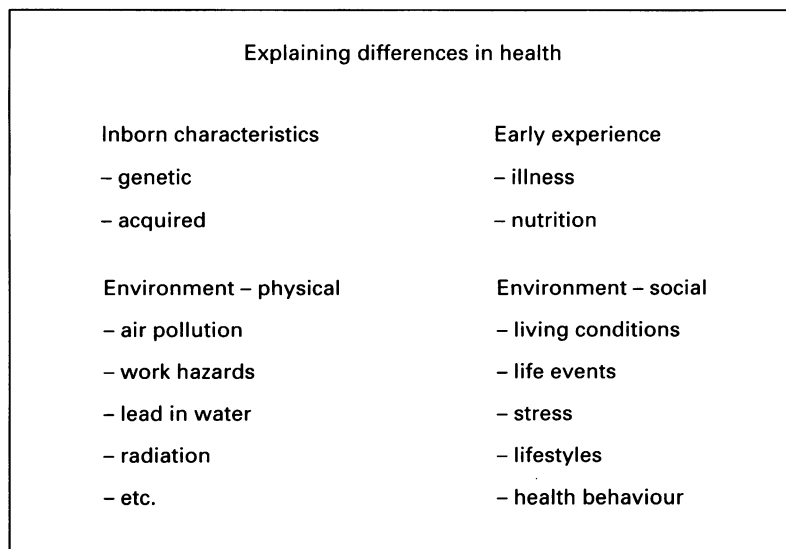 Explaining differences in health
Inborn characteristics
– genetic
– acquired
Early experience
– illness
– nutrition
Environment – physical
– air pollution
– work hazards
– lead in water
– radiation
– etc.
Environment – social
– living conditions
– life events
– stress
– lifestyles
– health behaviour